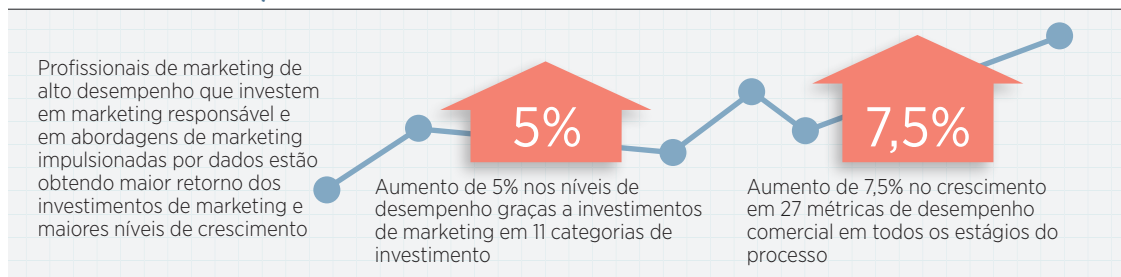 Profissionais de marketing de
alto desempenho que investem
em marketing responsável e
em abordagens de marketing
impulsionadas por dados estão
obtendo maior retorno dos
investimentos de marketing e
maiores níveis de crescimento
5%
Aumento de 5% nos níveis de
desempenho graças a investimentos
de marketing em 11 categorias de
investimento
7,5%
Aumento de 7,5% no crescimento
em 27 métricas de desempenho
comercial em todos os estágios do
processo